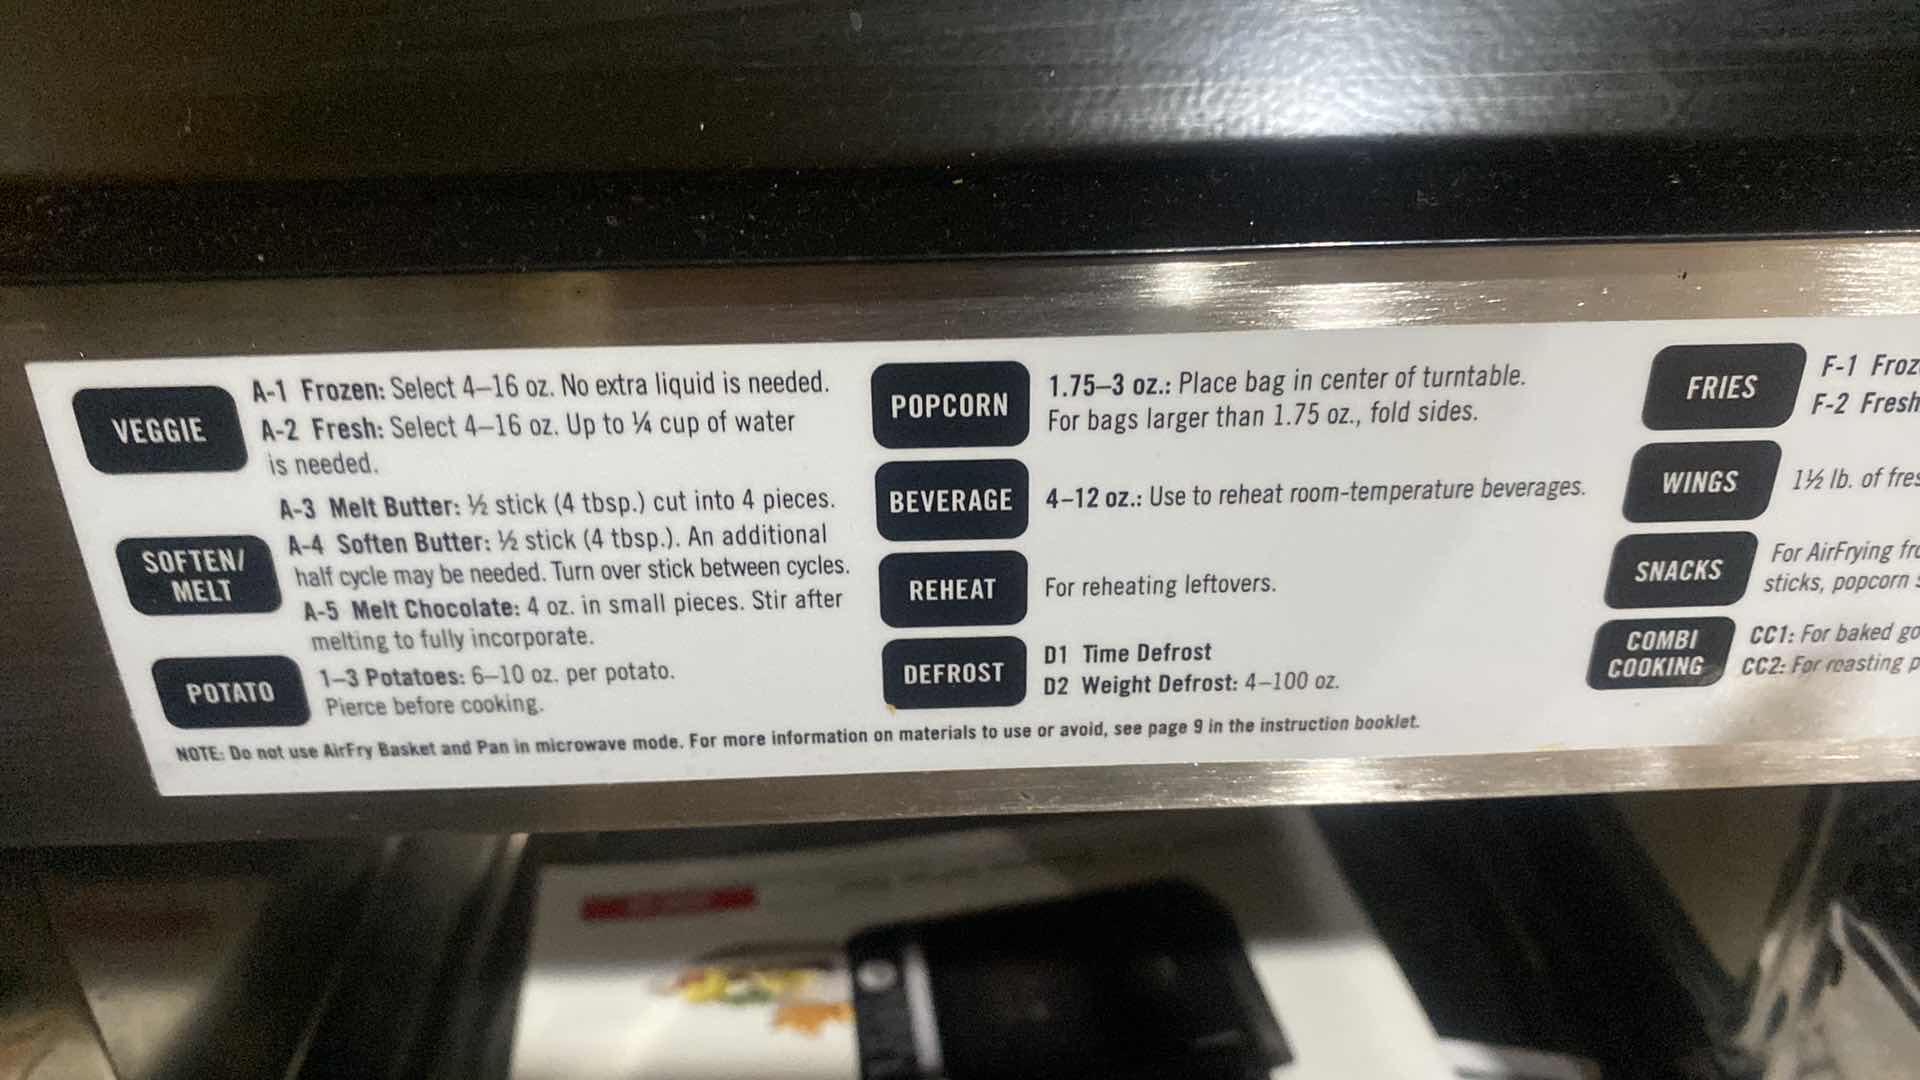 VEGGIE
A-1 Frozen: Select 4–16 oz. No extra liquid is needed.
A-2 Fresh: Select 4–16 oz. Up to ¼ cup of water
is needed.
SOFTEN/
MELT
A-3 Melt Butter: ½ stick (4 tbsp.) cut into 4 pieces.
A-4 Soften Butter: ½ stick (4 tbsp.). An additional
half cycle may be needed. Turn over stick between cycles.
A-5 Melt Chocolate: 4 oz. in small pieces. Stir after
melting to fully incorporate.
POTATO
1–3 Potatoes: 6–10 oz. per potato.
Pierce before cooking.
POPCORN
1.75–3 oz.: Place bag in center of turntable.
For bags larger than 1.75 oz., fold sides.
BEVERAGE
4–12 oz.: Use to reheat room-temperature beverages.
REHEAT
For reheating leftovers.
DEFROST
D1 Time Defrost
D2 Weight Defrost: 4–100 oz.
FRIES
F-1 Froz
F-2 Fresh
WINGS
1½ lb. of fres
SNACKS
For AirFrying fro
sticks, popcorn
COMBI
COOKING
CC1: For baked go
CC2: For roasting p
NOTE: Do not use AirFry Basket and Pan in microwave mode. For more information on materials to use or avoid, see page 9 in the instruction booklet.